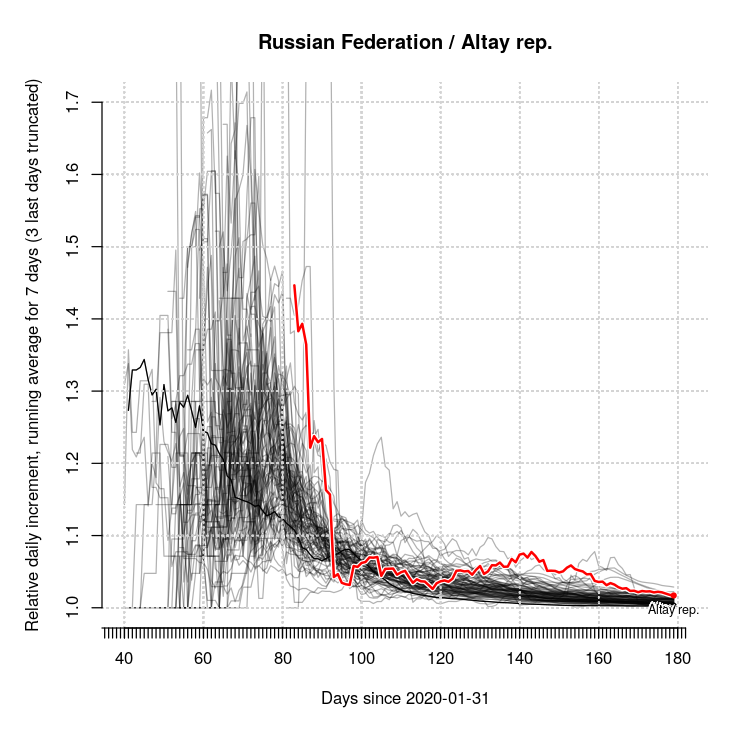 Russian Federation / Altay rep.
Relative daily increment, running average for 7 days (3 last days truncated)
1.7
1.6
1.5
1.4
1.3
1.2
1.1
1.0
Altay rep.
40 60 80 100 120 140 160 180
Days since 2020-01-31